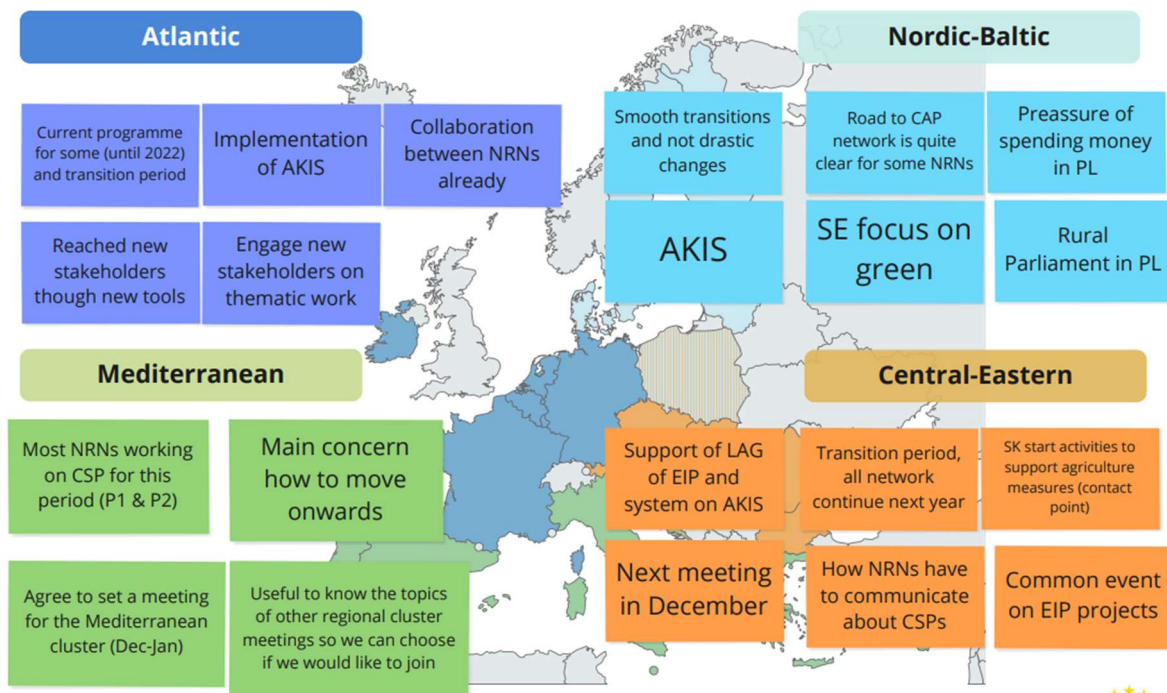 Atlantic
Current programme
for some (until 2022)
and transition period
Implementation
of AKIS
Collaboration
between NRNs
already
Reached new
stakeholders
though new tools
Engage new
stakeholders on
thematic work
Nordic-Baltic
Smooth transitions
and not drastic
changes
Road to CAP
network is quite
clear for some NRNs
Preassure of
spending money
in PL
AKIS
SE focus on
green
Rural
Parliament in PL
Mediterranean
Most NRNs working
on CSP for this
period (P1 & P2)
Main concern
how to move
onwards
Agree to set a meeting
for the Mediterranean
cluster (Dec-Jan)
Useful to know the topics
of other regional cluster
meetings so we can choose
if we would like to join
Central-Eastern
Support of LAG
of EIP and
system on AKIS
Transition period,
all network
continue next year
SK start activities to
support agriculture
measures (contact
point)
Next meeting
in December
How NRNs have
to communicate
about CSPs
Common event
on EIP projects